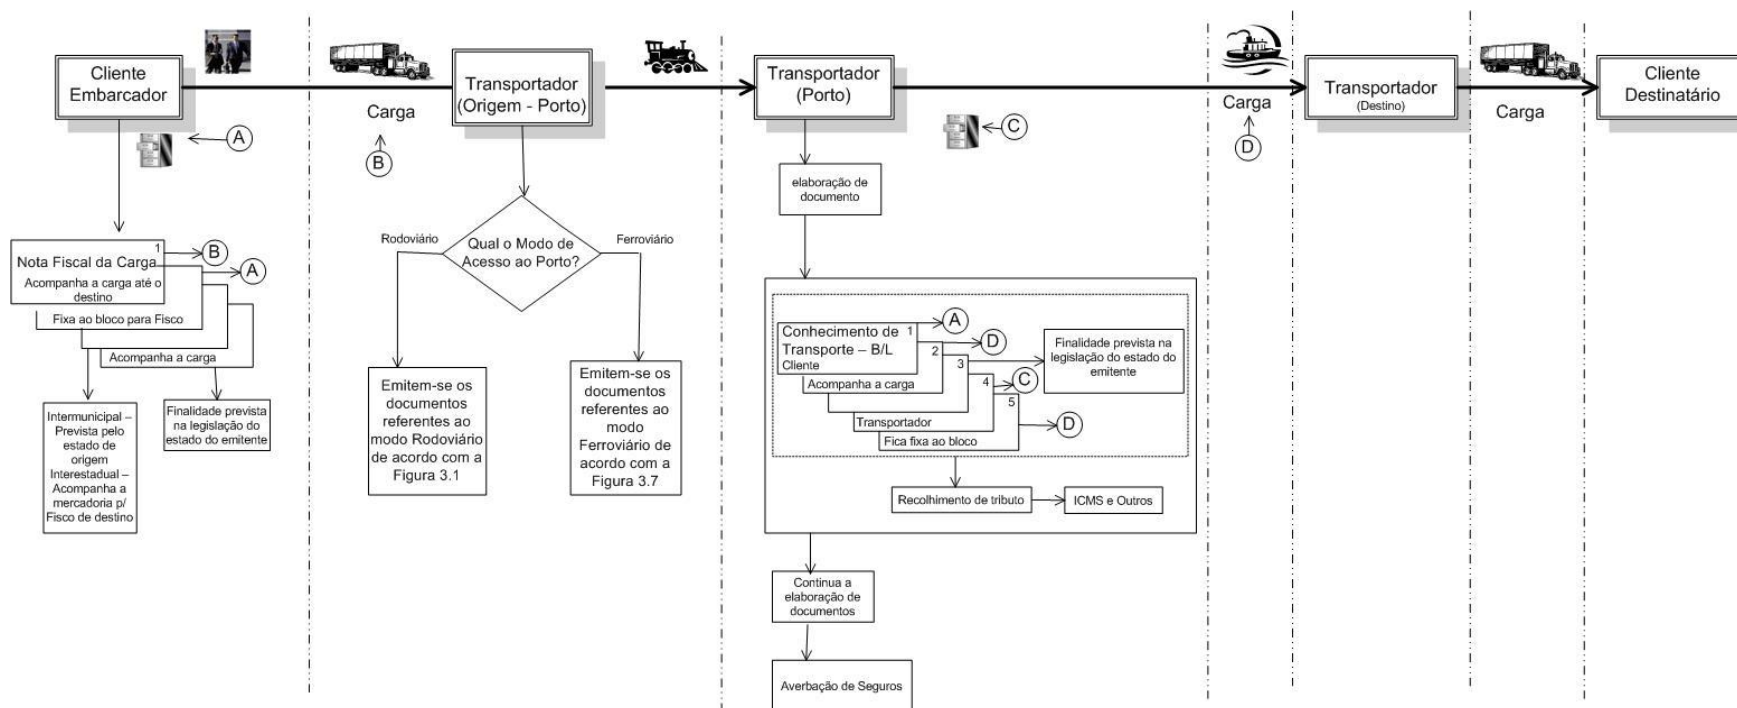 Cliente
Embarcador
A
Carga
B
Transportador
(Origem - Porto)
Transportador
(Porto)
C
Carga
D
Transportador
(Destino)
Carga
Cliente
Destinatário
1
Nota Fiscal da Carga
Acompanha a carga até o
destino
B
A
Fixa ao bloco para Fisco
Acompanha a carga
Intermunicipal –
Prevista pelo
estado de
origem
Interestadual –
Acompanha a
mercadoria p/
Fisco de destino
Finalidade prevista
na legislação do
estado do emitente
Rodoviário
Qual o Modo de
Acesso ao Porto?
Ferroviário
Emitem-se os
documentos
referentes ao
modo Rodoviário
de acordo com a
Figura 3.1
Emitem-se os
documentos
referentes ao
modo
Ferroviário de
acordo com a
Figura 3.7
elaboração de
documento
Conhecimento de
Transporte – B/L
Cliente
1
A
2
D
Acompanha a carga
3
Finalidade prevista na
legislação do estado do
emitente
4
C
Transportador
5
D
Fica fixa ao bloco
Recolhimento de tributo
ICMS e Outros
Continua a
elaboração de
documentos
Averbação de Seguros